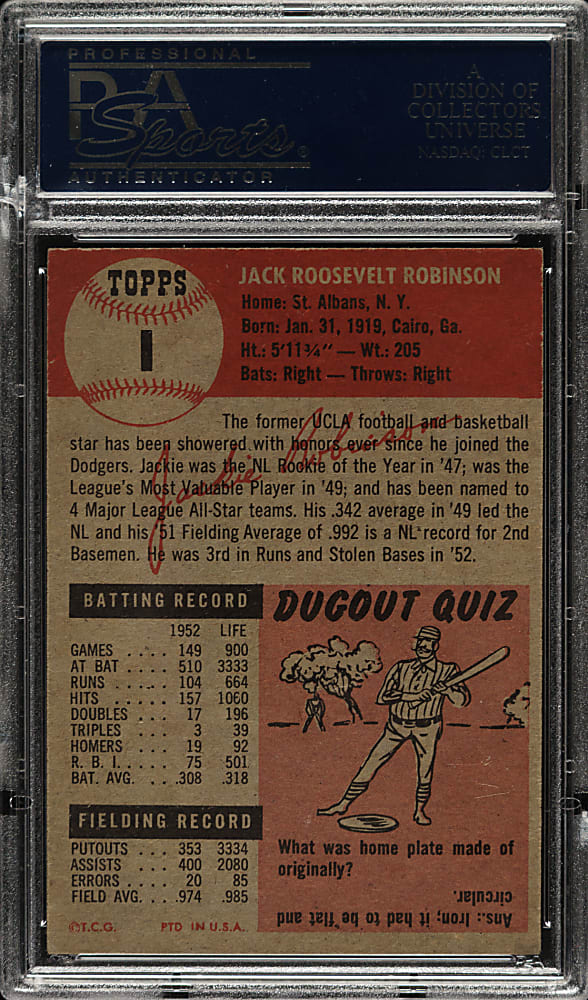 PROFESSIONAL
PSA
Sports®
AUTHENTICATOR
A
DIVISION OF
COLLECTORS
UNIVERSE
NASDAQ: CLCT
TOPPS
1
JACK ROOSEVELT ROBINSON
Home: St. Albans, N. Y.
Born: Jan. 31, 1919, Cairo, Ga.
Ht.: 5'11¾" — Wt.: 205
Bats: Right — Throws: Right
The former UCLA football and basketball
star has been showered with honors ever since he joined the
Dodgers. Jackie was the NL Rookie of the Year in '47; was the
League's Most Valuable Player in '49; and has been named to
4 Major League All-Star teams. His .342 average in '49 led the
NL and his '51 Fielding Average of .992 is a NL record for 2nd
Basemen. He was 3rd in Runs and Stolen Bases in '52.
Jackie Robinson
BATTING RECORD
1952 LIFE
GAMES .... 149 900
AT BAT .... 510 3333
RUNS ..... 104 664
HITS ..... 157 1060
DOUBLES .. 17 196
TRIPLES ... 3 39
HOMERS ... 19 92
R. B. I. .... 75 501
BAT. AVG. ... .308 .318
FIELDING RECORD
PUTOUTS ... 353 3334
ASSISTS .... 400 2080
ERRORS .... 20 85
FIELD AVG. ... .974 .985
©T.C.G. PTD IN U.S.A.
DUGOUT QUIZ
What was home plate made of
originally?
Ans.: Iron; it had to be flat and
circular.